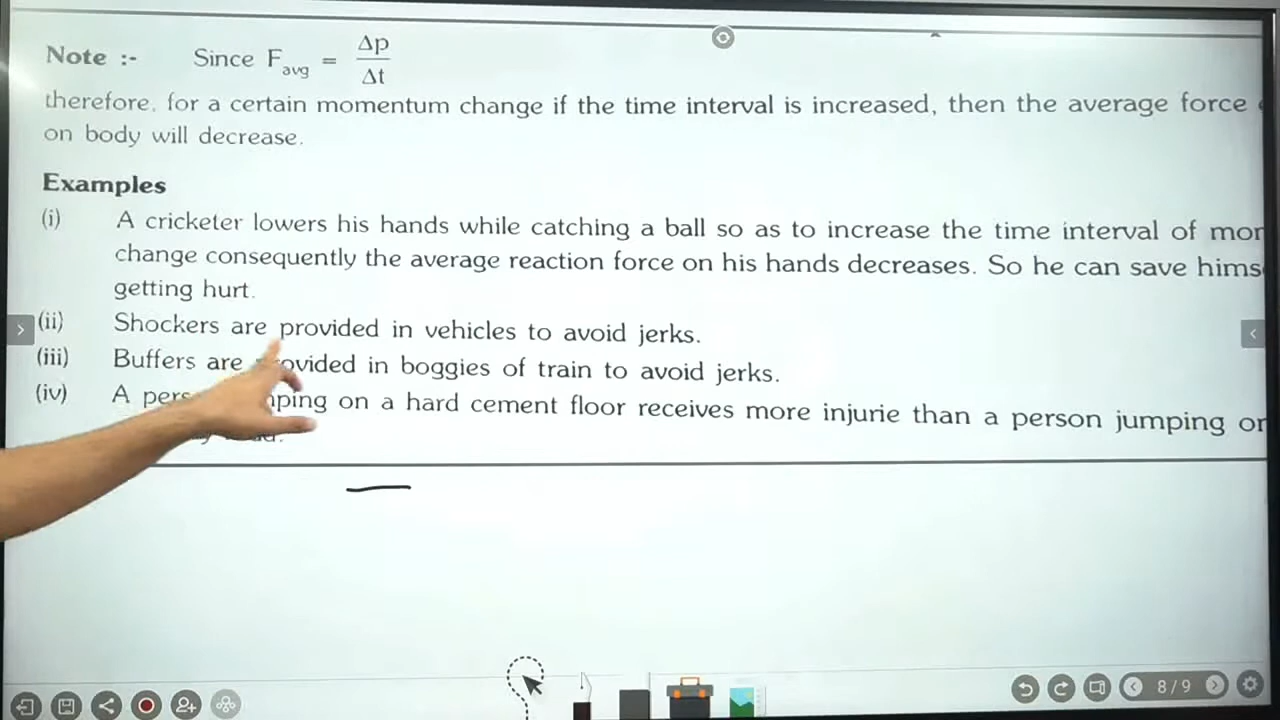 Note :- Since Favg = Δp/Δt
therefore, for a certain momentum change if the time interval is increased, then the average force
on body will decrease.
Examples
(i) A cricketer lowers his hands while catching a ball so as to increase the time interval of mor
change consequently the average reaction force on his hands decreases. So he can save hims
getting hurt.
(ii) Shockers are provided in vehicles to avoid jerks.
(iii) Buffers are provided in boggies of train to avoid jerks.
(iv) A on a hard cement floor receives more injurie than a person jumping or
8/9